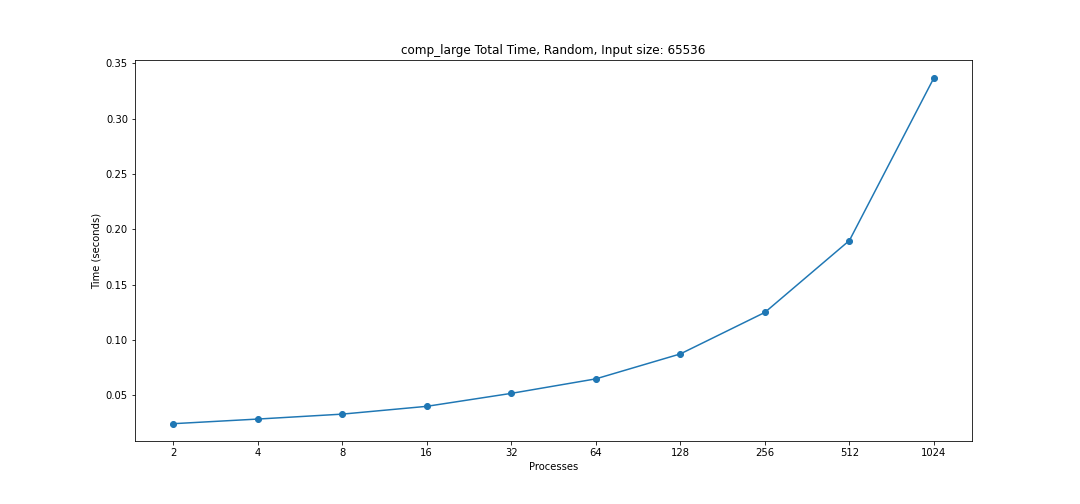 comp_large Total Time, Random, Input size: 65536
0.35
0.30
0.25
0.20
0.15
0.10
0.05
Time (seconds)
2 4 8 16 32 64 128 256 512 1024
Processes